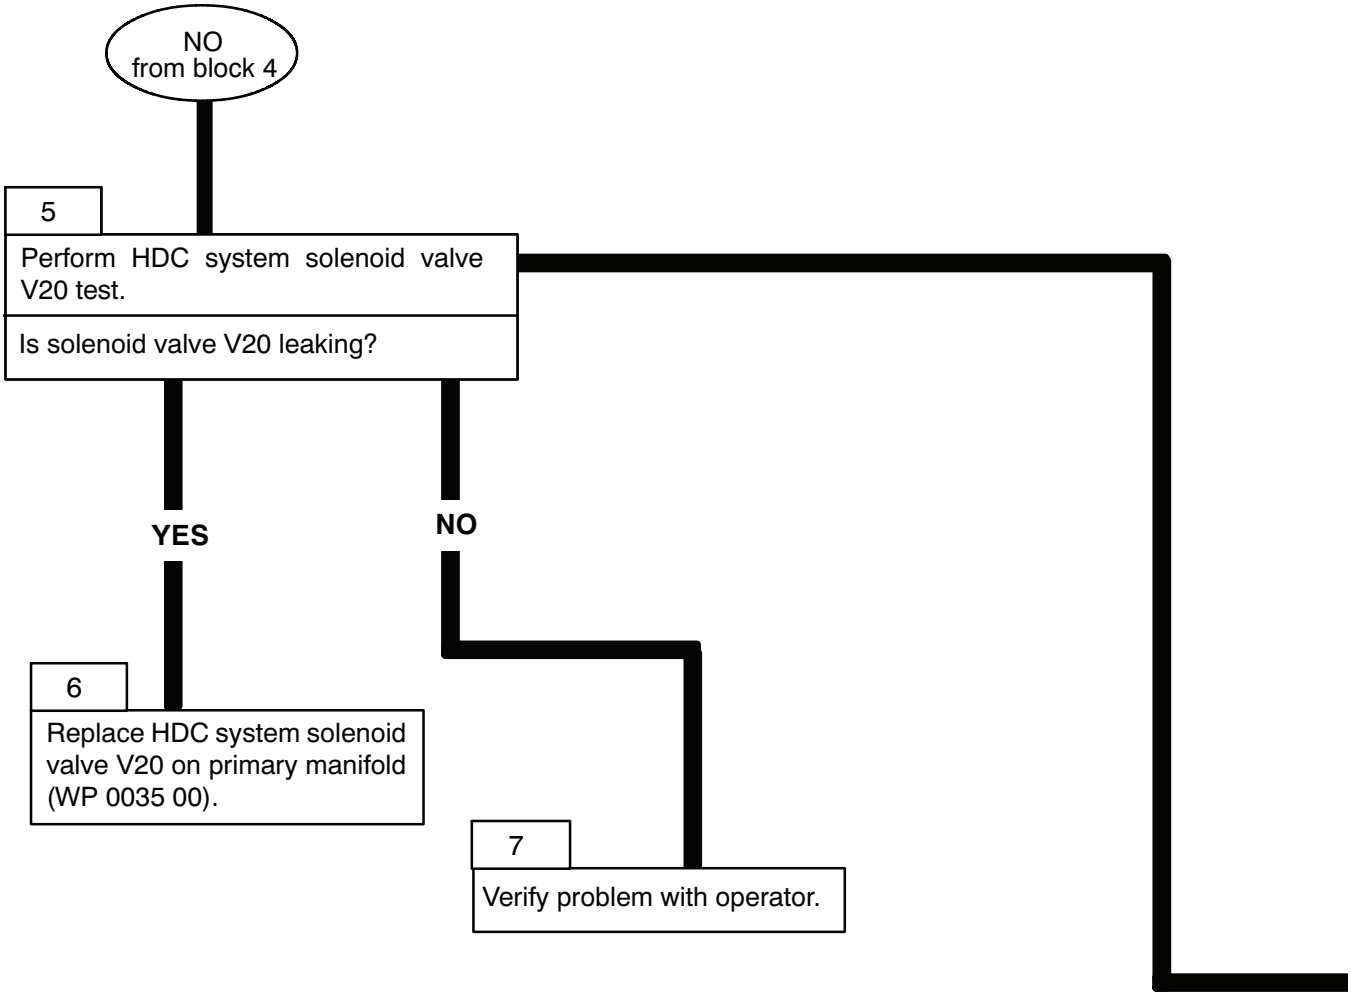 NO
from block 4
5
Perform HDC system solenoid valve
V20 test.
Is solenoid valve V20 leaking?
YES
NO
6
Replace HDC system solenoid
valve V20 on primary manifold
(WP 0035 00).
7
Verify problem with operator.